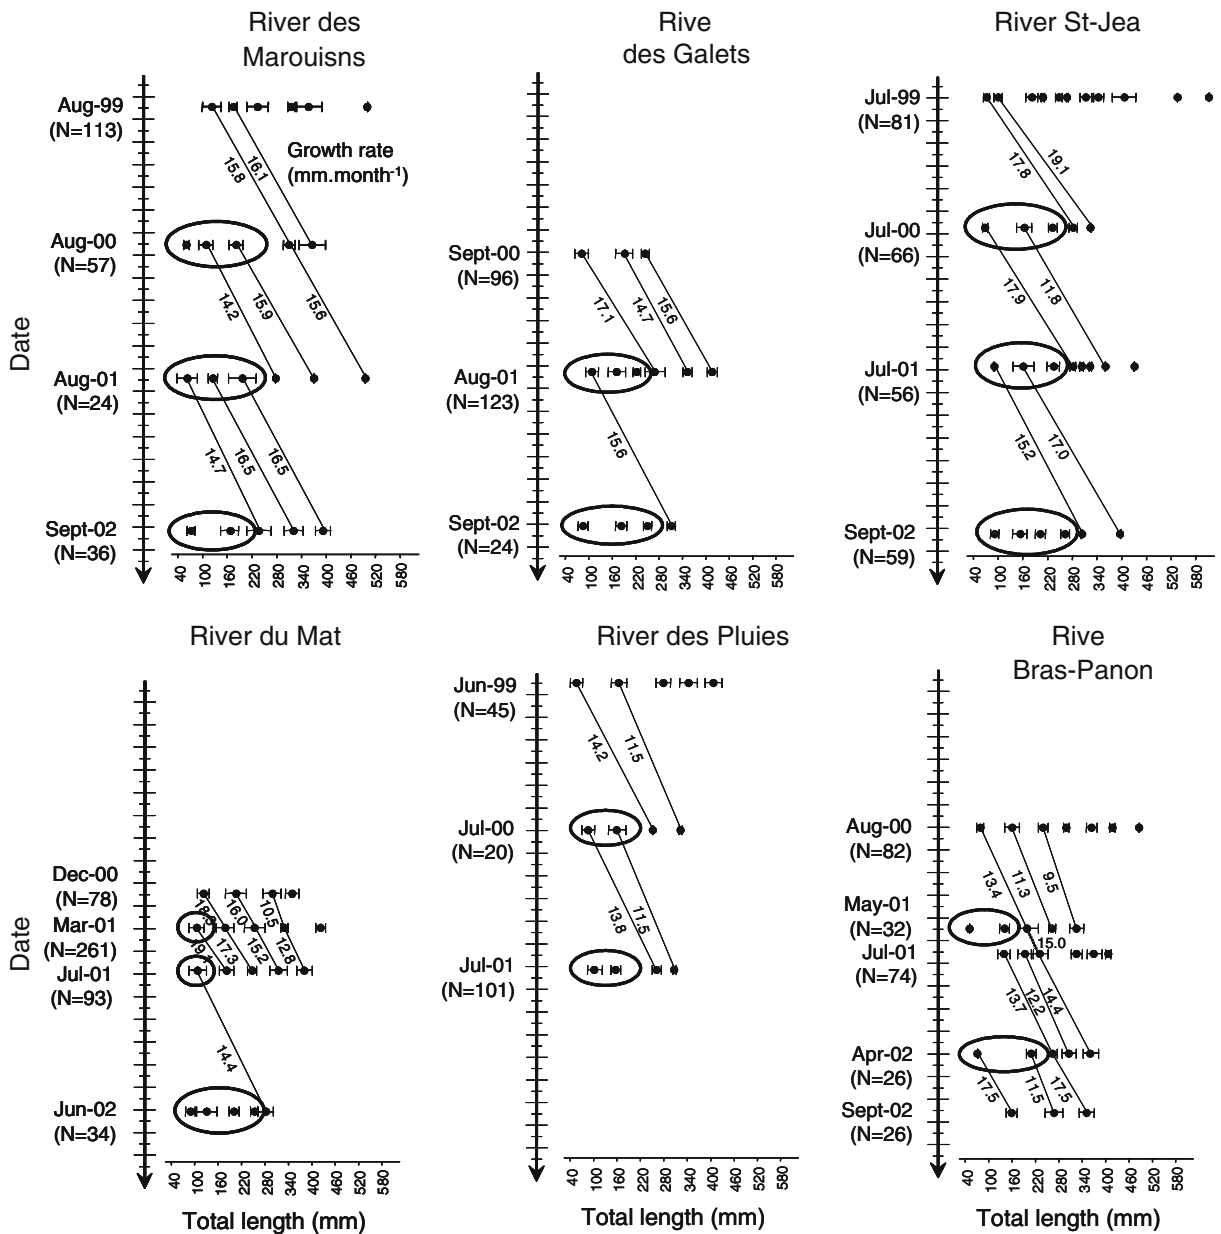 River des
Marouisns
Rive
des Galets
River St-Jea
Date
Aug-99
(N=113)
Growth rate
(mm.month-1)
15.8
16.1
Aug-00
(N=57)
14.2
15.9
15.6
Aug-01
(N=24)
14.7
16.5
16.5
Sept-02
(N=36)
40 100 160 220 280 340 400 460 520 580
Sept-00
(N=96)
17.1
14.7
15.6
Aug-01
(N=123)
15.6
Sept-02
(N=24)
40 100 160 220 280 340 400 460 520 580
Jul-99
(N=81)
17.8
19.1
Jul-00
(N=66)
17.9
11.8
Jul-01
(N=56)
15.2
17.0
Sept-02
(N=59)
40 100 160 220 280 340 400 460 520 580
River du Mat
River des Pluies
Rive
Bras-Panon
Date
Dec-00
(N=78)
16.0
10.5
Mar-01
(N=261)
17.3
15.2
12.8
Jul-01
(N=93)
14.4
Jun-02
(N=34)
40 100 160 220 280 340 400 460 520 580
Total length (mm)
Jun-99
(N=45)
14.2
11.5
Jul-00
(N=20)
13.8
11.5
Jul-01
(N=101)
40 100 160 220 280 340 400 460 520 580
Total length (mm)
Aug-00
(N=82)
13.4
11.3
9.5
May-01
(N=32)
15.0
Jul-01
(N=74)
13.7
12.2
14.4
Apr-02
(N=26)
17.5
11.5
17.5
Sept-02
(N=26)
40 100 160 220 280 340 400 460 520 580
Total length (mm)